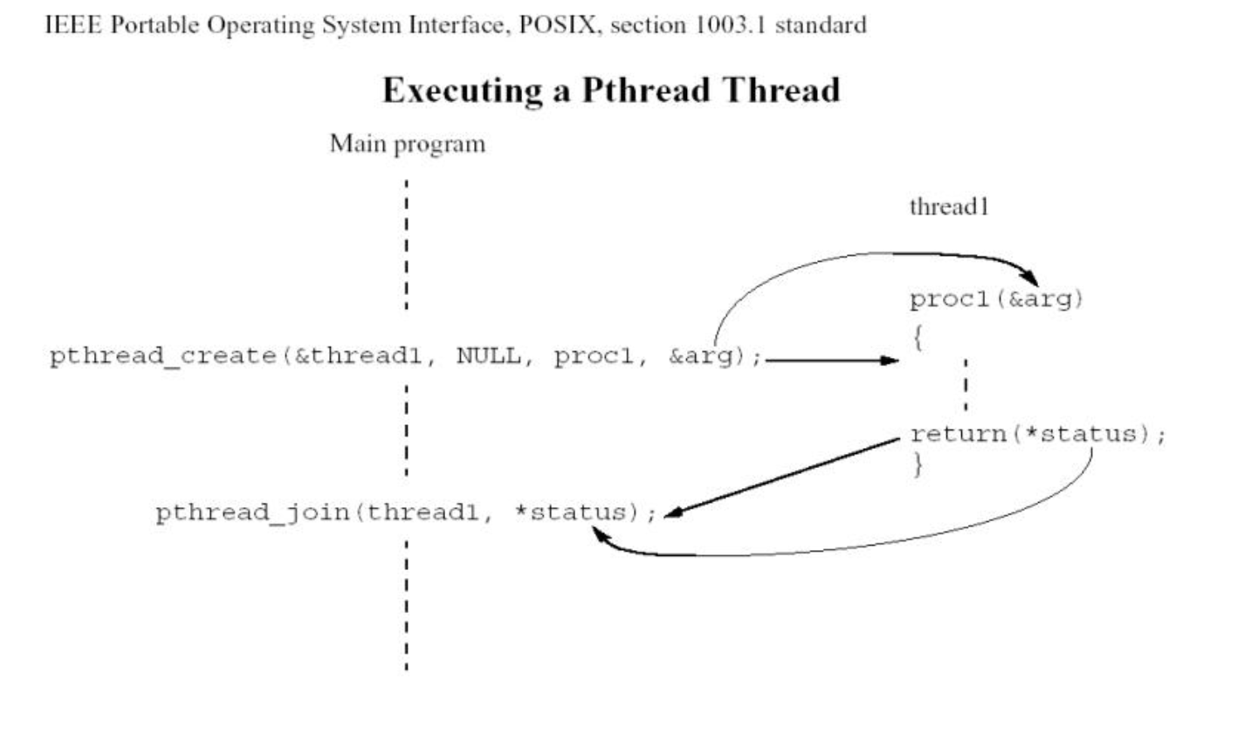 IEEE Portable Operating System Interface, POSIX, section 1003.1 standard
Executing a Pthread Thread
Main program
thread1
proc1(&arg)
{
pthread_create(&thread1, NULL, proc1, &arg);
return(*status);
}
pthread_join(thread1, *status);